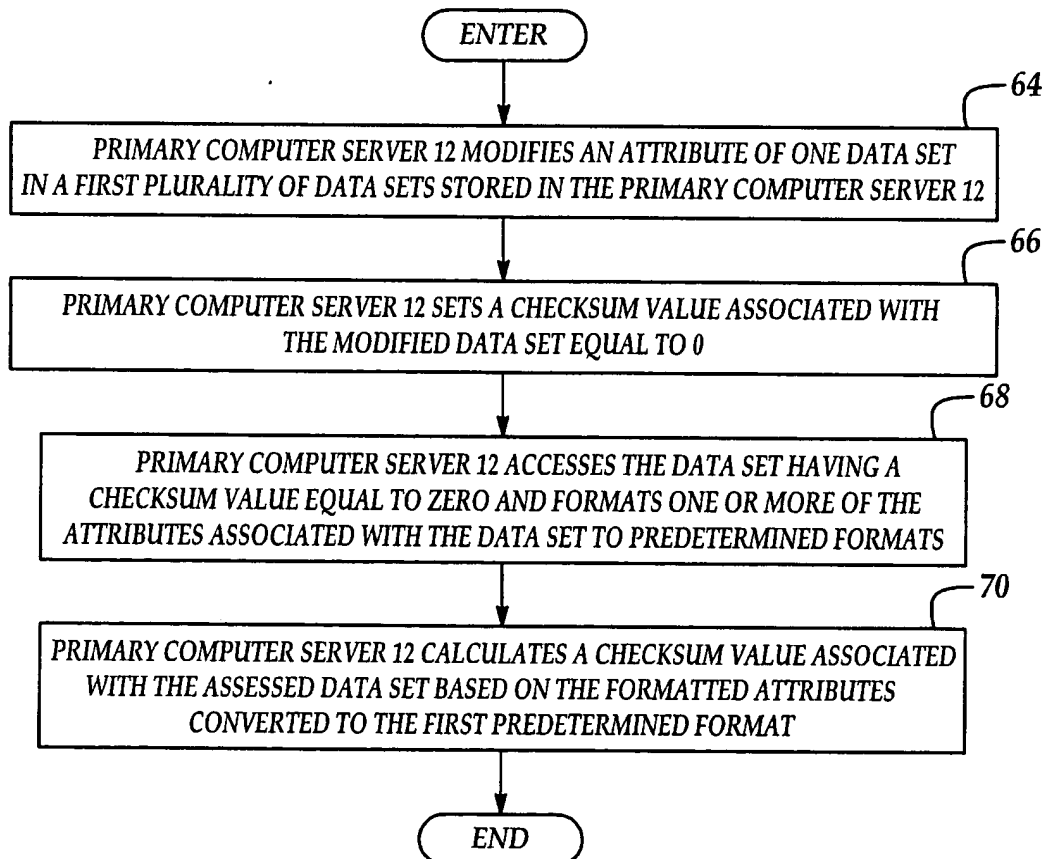 ENTER
64
PRIMARY COMPUTER SERVER 12 MODIFIES AN ATTRIBUTE OF ONE DATA SET
IN A FIRST PLURALITY OF DATA SETS STORED IN THE PRIMARY COMPUTER SERVER 12
66
PRIMARY COMPUTER SERVER 12 SETS A CHECKSUM VALUE ASSOCIATED WITH
THE MODIFIED DATA SET EQUAL TO 0
68
PRIMARY COMPUTER SERVER 12 ACCESSES THE DATA SET HAVING A
CHECKSUM VALUE EQUAL TO ZERO AND FORMATS ONE OR MORE OF THE
ATTRIBUTES ASSOCIATED WITH THE DATA SET TO PREDETERMINED FORMATS
70
PRIMARY COMPUTER SERVER 12 CALCULATES A CHECKSUM VALUE ASSOCIATED
WITH THE ASSESSED DATA SET BASED ON THE FORMATTED ATTRIBUTES
CONVERTED TO THE FIRST PREDETERMINED FORMAT
END